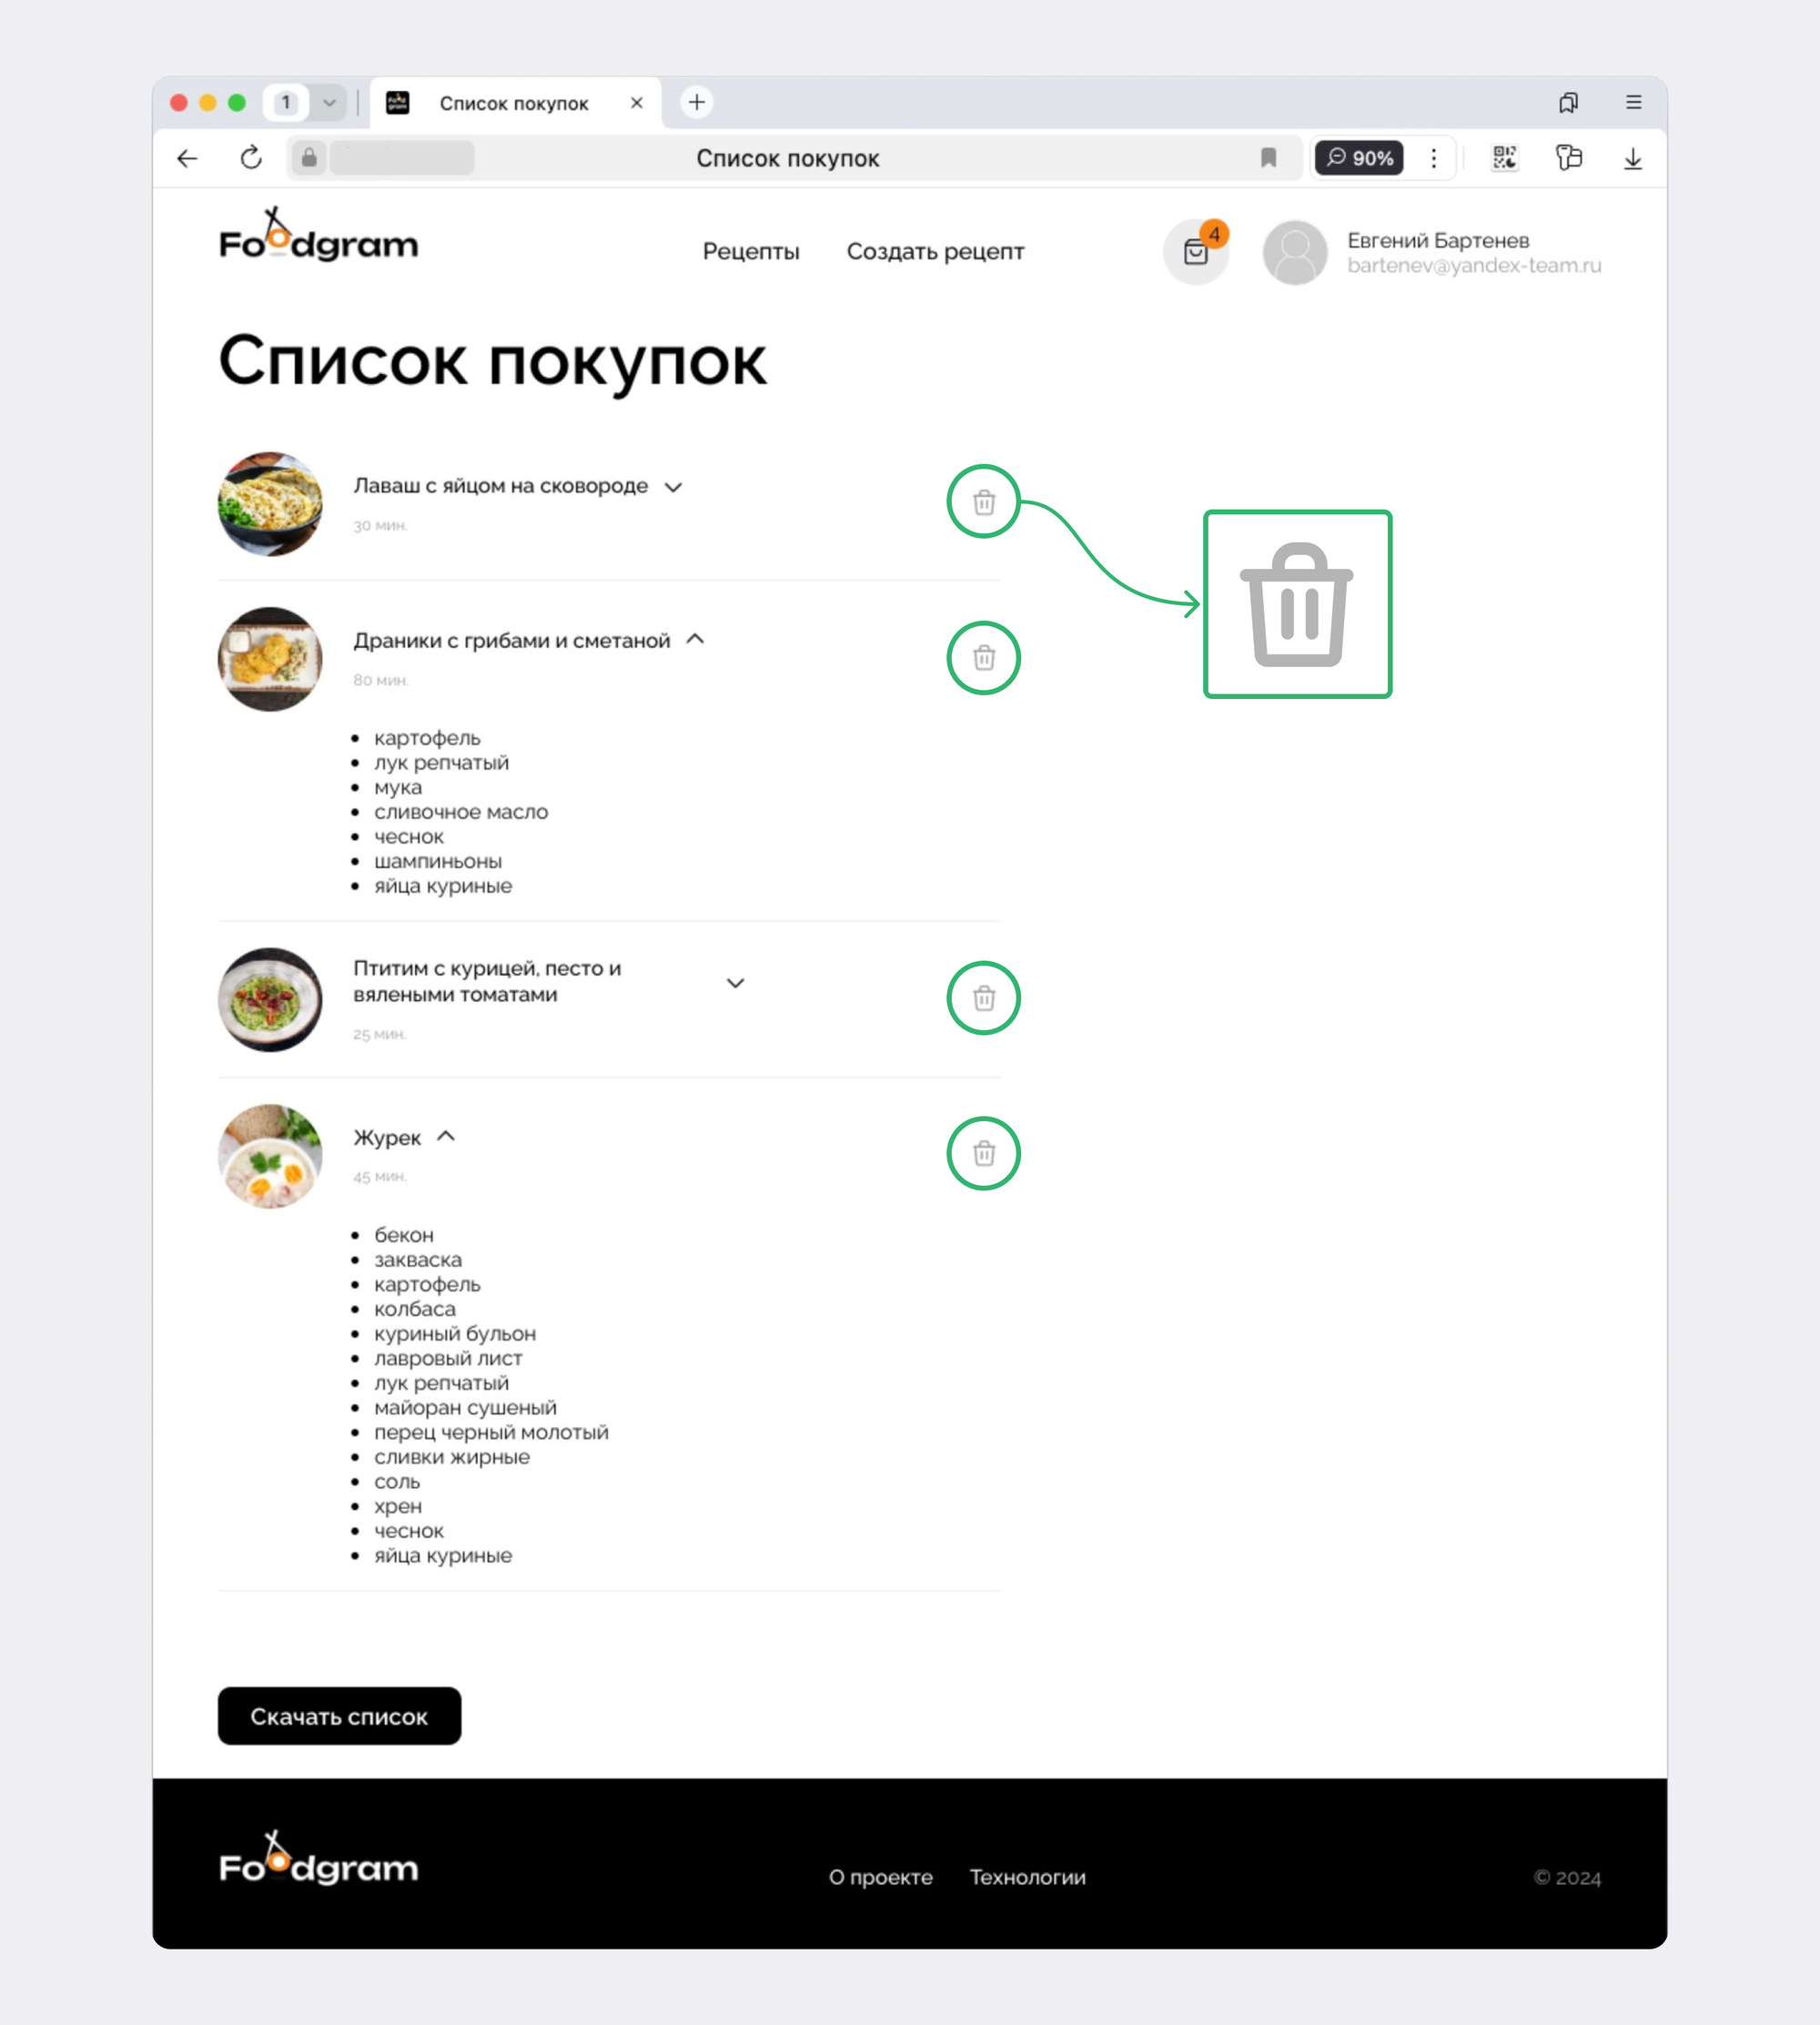 1
Список покупок
Список покупок
90%
Foodgram
Рецепты
Создать рецепт
4
Евгений Бартенев
bartenev@yandex-team.ru
Список покупок
Лаваш с яйцом на сковороде
30 мин.
Драники с грибами и сметаной
80 мин.
картофель
лук репчатый
мука
сливочное масло
чеснок
шампиньоны
яйца куриные
Птитим с курицей, песто и
вялеными томатами
25 мин.
Журек
45 мин.
бекон
закваска
картофель
колбаса
куриный бульон
лавровый лист
лук репчатый
майоран сушеный
перец черный молотый
сливки жирные
соль
хрен
чеснок
яйца куриные
Скачать список
Foodgram
О проекте
Технологии
© 2024